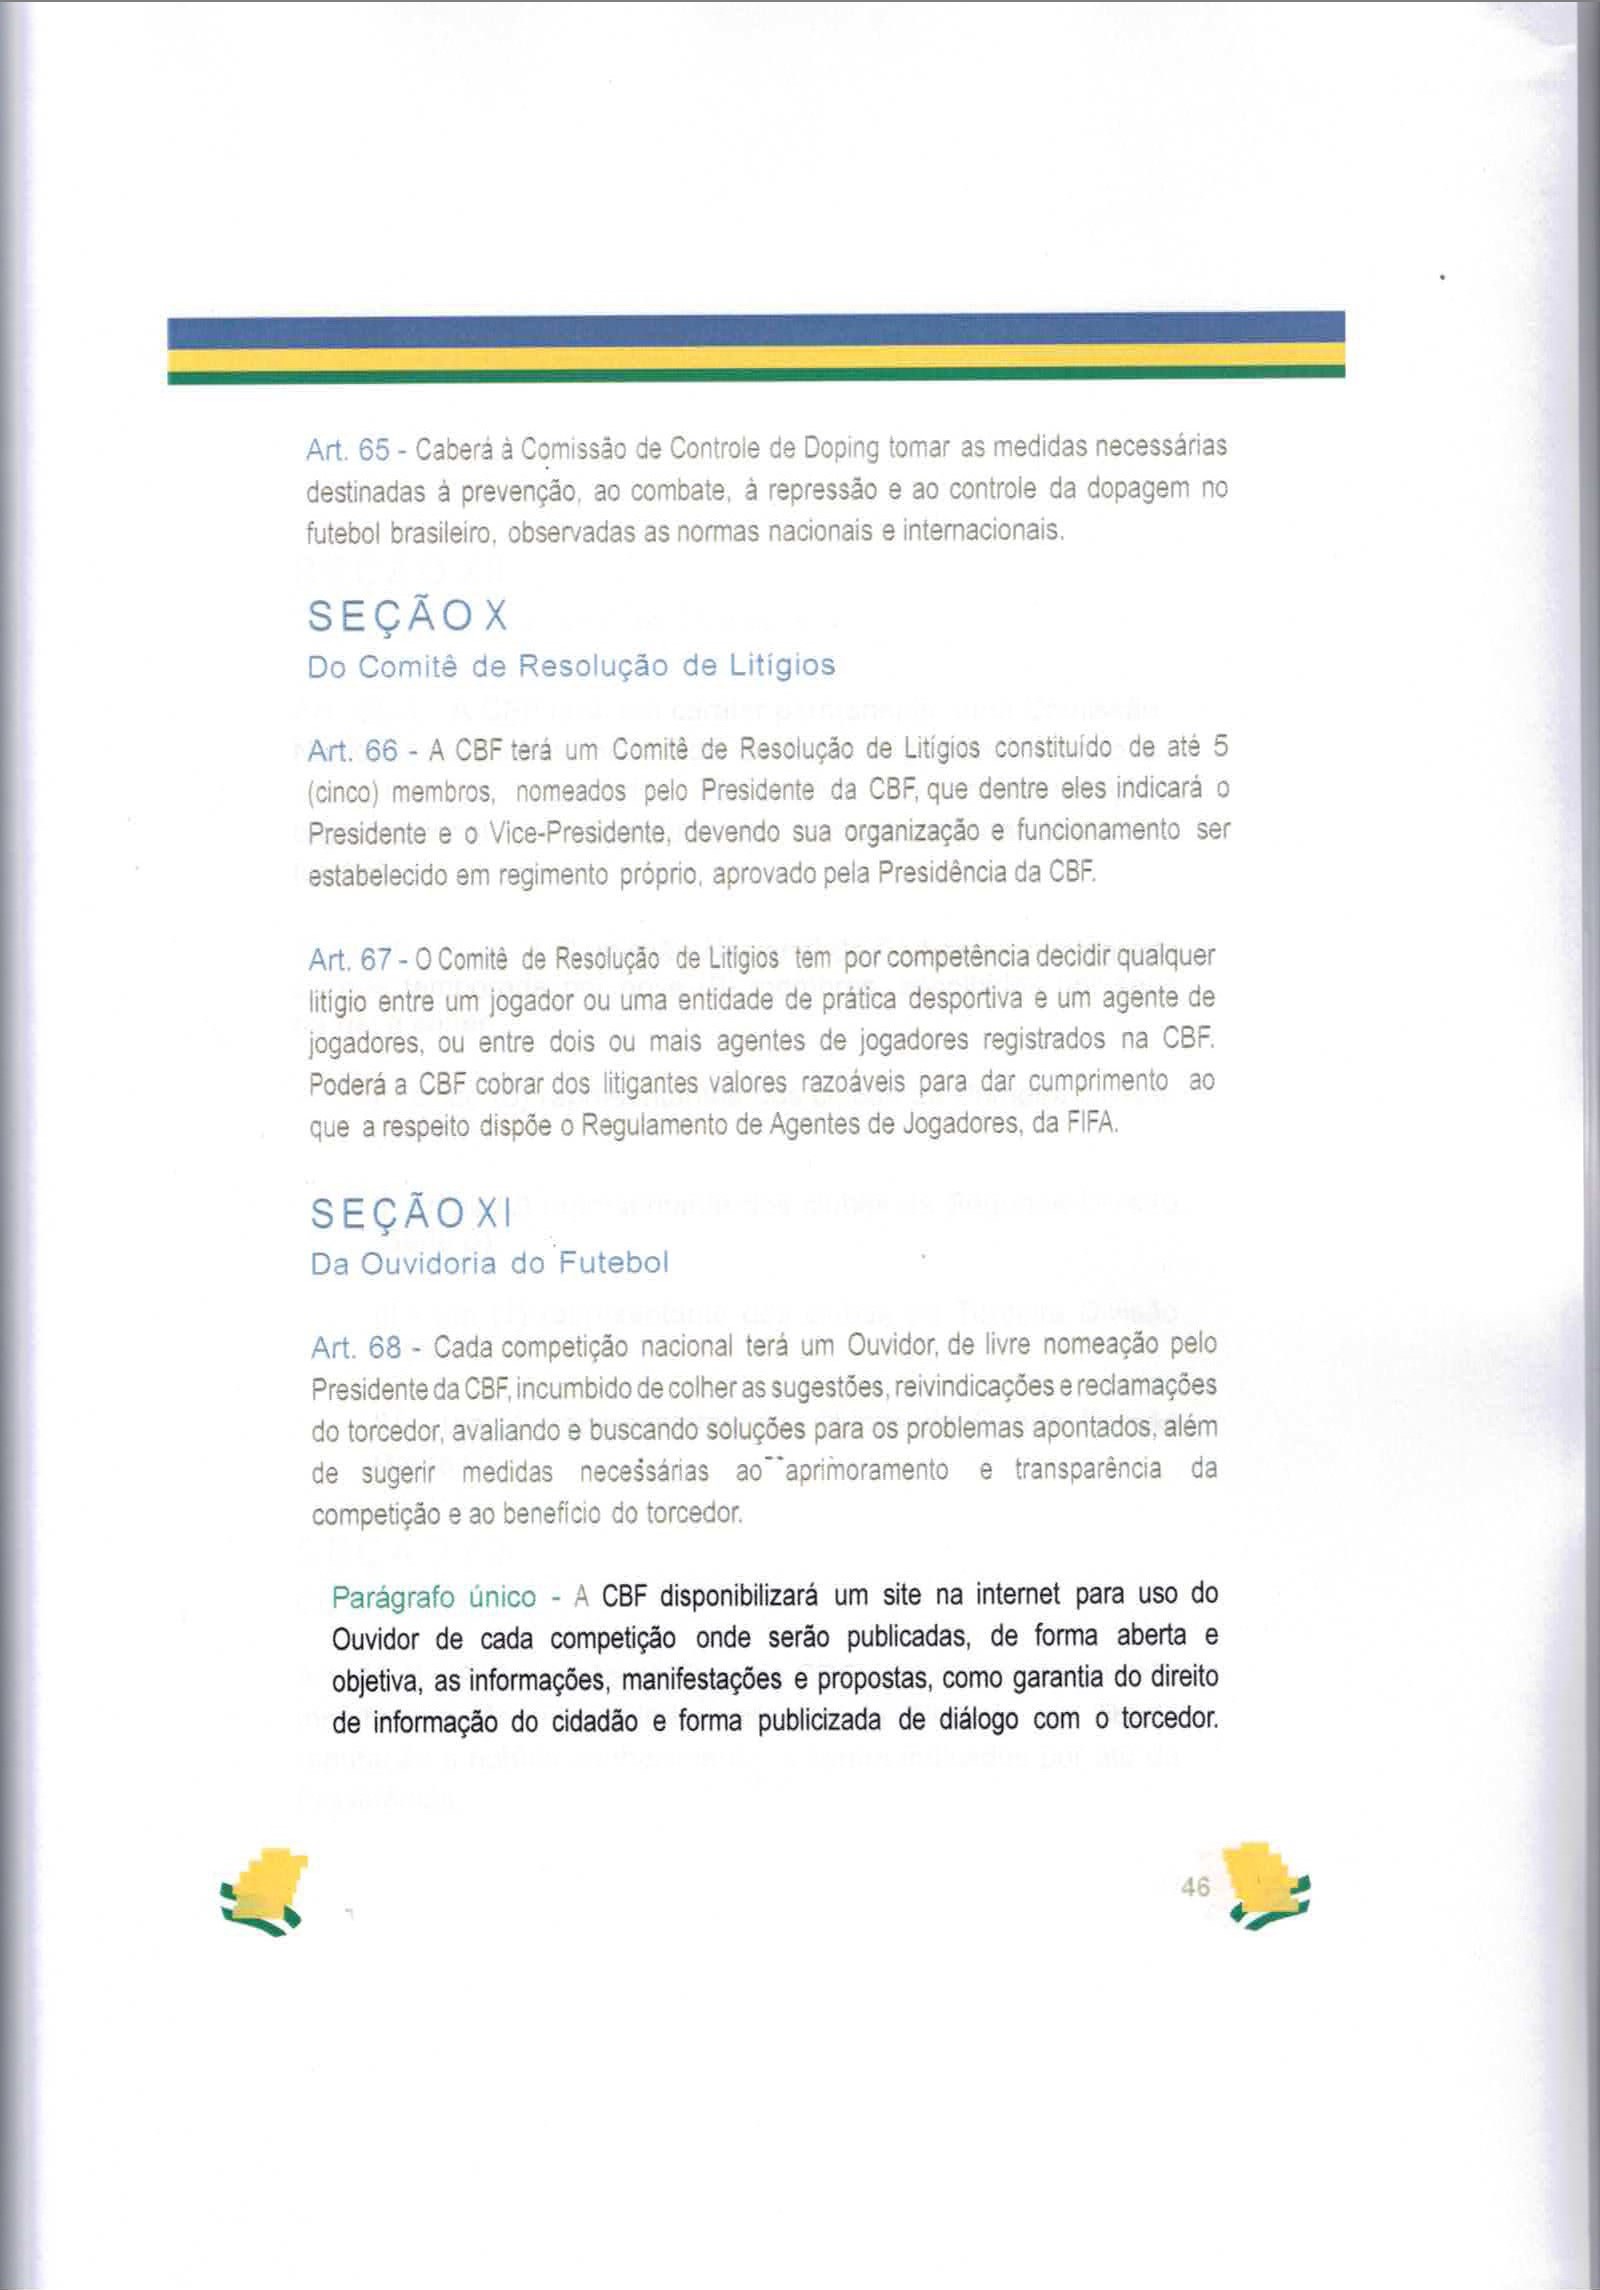 Art. 65 - Caberá à Comissão de Controle de Doping tomar as medidas necessárias
destinadas à prevenção, ao combate, à repressão e ao controle da dopagem no
futebol brasileiro, observadas as normas nacionais e internacionais.
SEÇÃO X
Do Comitê de Resolução de Litígios
Art. 66 - A CBF terá um Comitê de Resolução de Litígios constituído de até 5
(cinco) membros, nomeados pelo Presidente da CBF, que dentre eles indicará o
Presidente e o Vice-Presidente, devendo sua organização e funcionamento ser
estabelecido em regimento próprio, aprovado pela Presidência da CBF.
Art. 67 - O Comitê de Resolução de Litígios tem por competência decidir qualquer
litígio entre um jogador ou uma entidade de prática desportiva e um agente de
jogadores, ou entre dois ou mais agentes de jogadores registrados na CBF.
Poderá a CBF cobrar dos litigantes valores razoáveis para dar cumprimento ao
que a respeito dispõe o Regulamento de Agentes de Jogadores, da FIFA.
SEÇÃO XI
Da Ouvidoria do Futebol
Art. 68 - Cada competição nacional terá um Ouvidor, de livre nomeação pelo
Presidente da CBF, incumbido de colher as sugestões, reivindicações e reclamações
do torcedor, avaliando e buscando soluções para os problemas apontados, além
de sugerir medidas necessárias ao aprimoramento e transparência da
competição e ao benefício do torcedor.
Parágrafo único - A CBF disponibilizará um site na internet para uso do
Ouvidor de cada competição onde serão publicadas, de forma aberta e
objetiva, as informações, manifestações e propostas, como garantia do direito
de informação do cidadão e forma publicizada de diálogo com o torcedor.
46